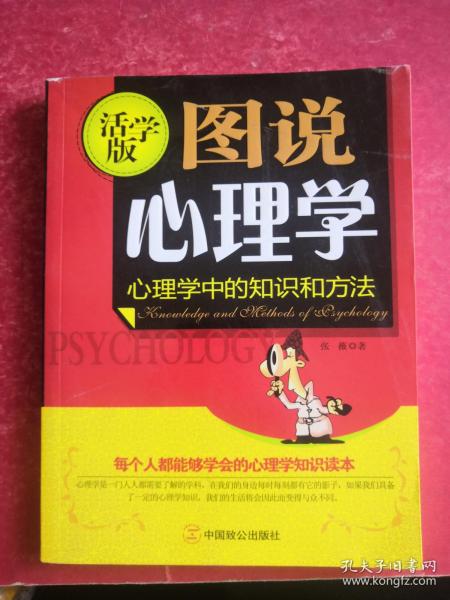 活学版
图说
心理学
心理学中的知识和方法
Knowledge and Methods of Psychology
PSYCHOLOGY
张薇◎著
每个人都能够学会的心理学知识读本
心理学是一门人人都需要了解的学科，在我们的身边每时每刻都有它的影子，如果我们具备
了一定的心理学知识，我们的生活将会因此而变得与众不同。
中国致公出版社
孔夫子旧书网
www.kongfz.com